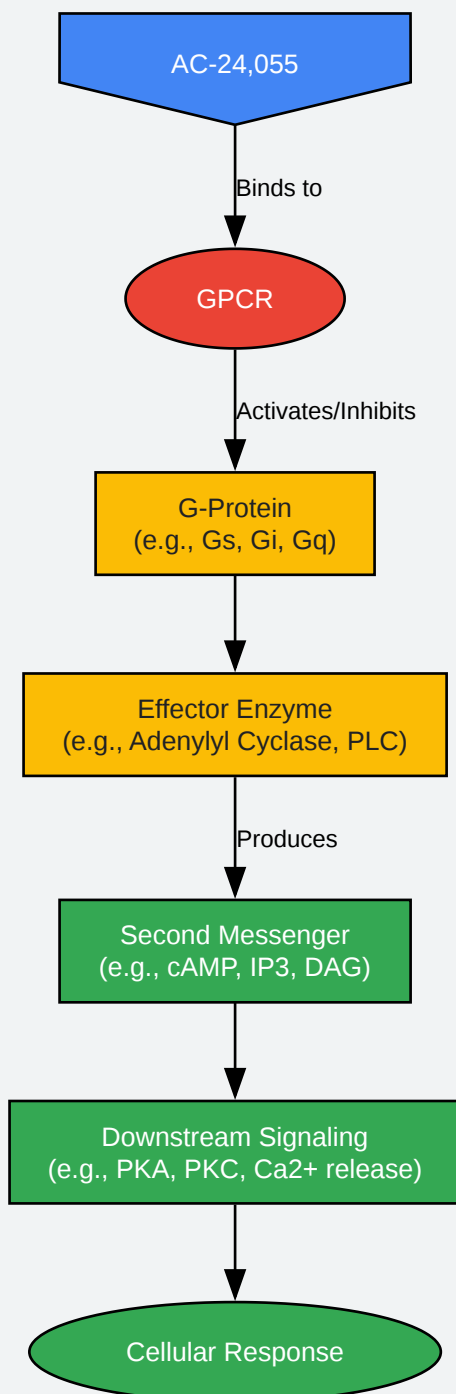 AC-24,055
Binds to
GPCR
Activates/Inhibits
G-Protein
(e.g., Gs, Gi, Gq)
Effector Enzyme
(e.g., Adenylyl Cyclase, PLC)
Produces
Second Messenger
(e.g., cAMP, IP3, DAG)
Downstream Signaling
(e.g., PKA, PKC, Ca2+ release)
Cellular Response